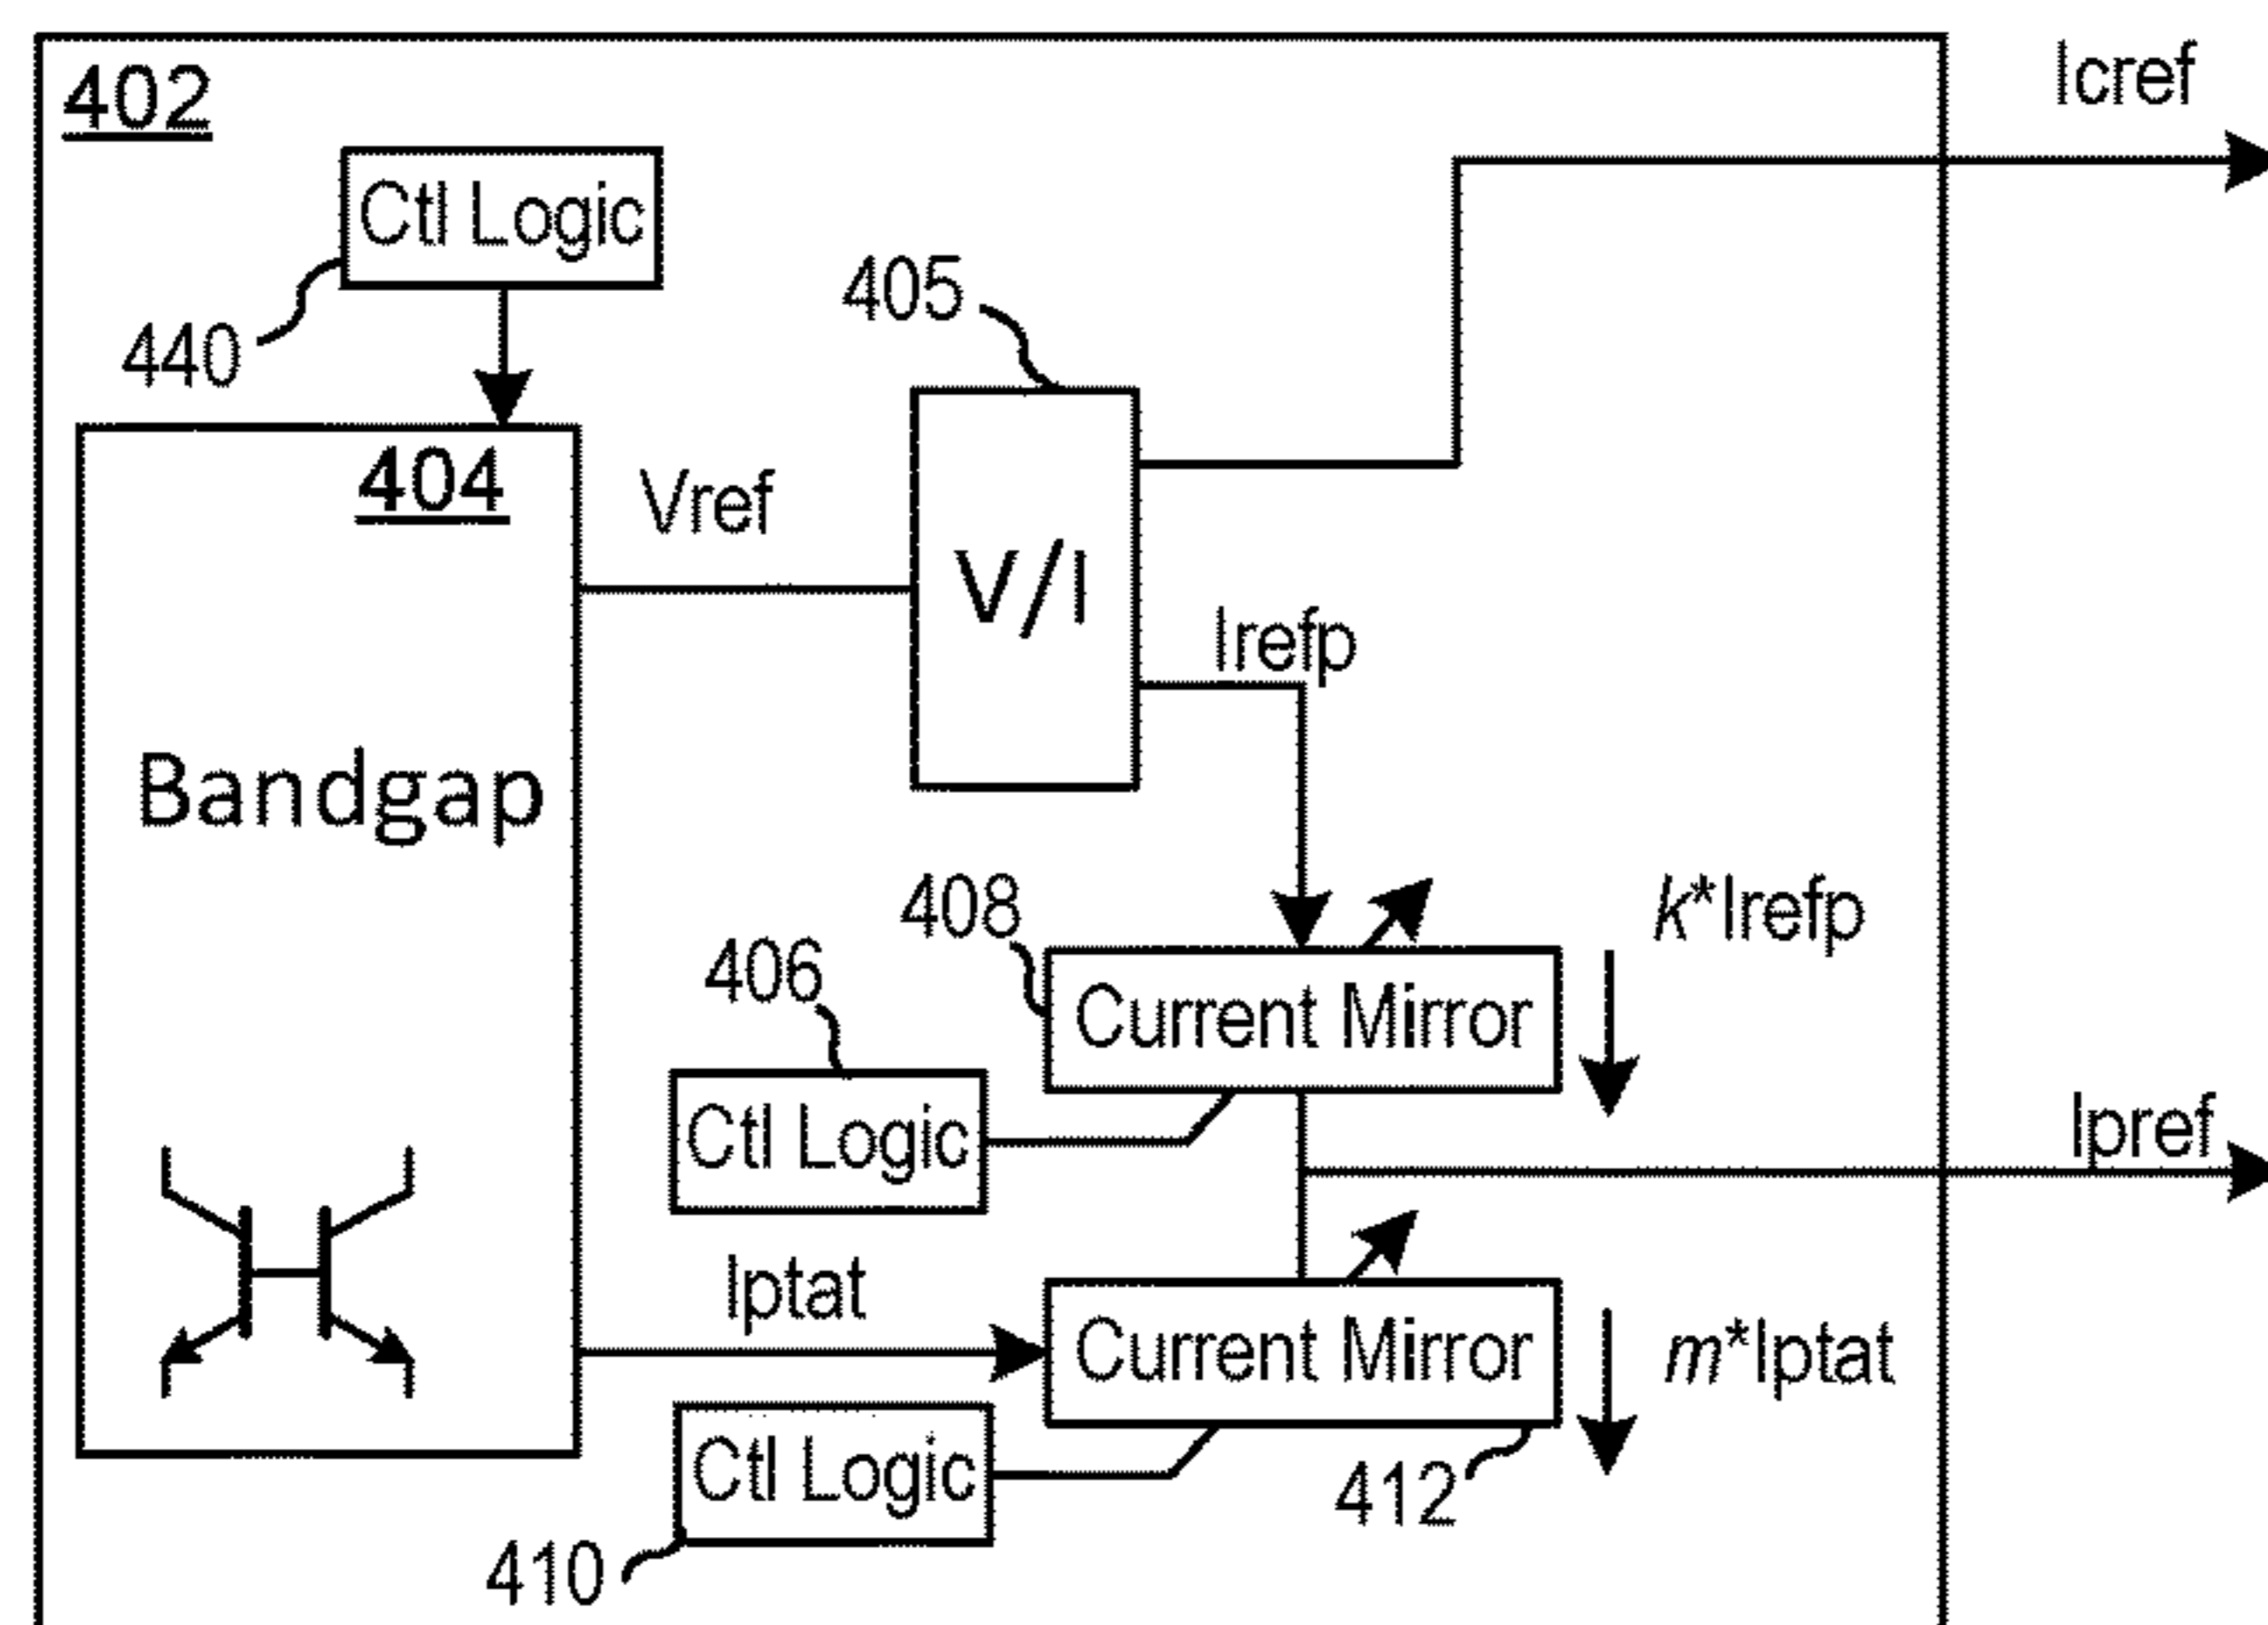 402
Icref
Ctl Logic
405
440
404
Vref
V/I
Irefp
Bandgap
408
k*Irefp
406
Current Mirror
Ctl Logic
Ipref
Iptat
Current Mirror
m*Iptat
Ctl Logic
412
410